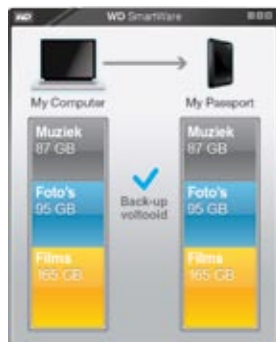 WD
WD SmartWare
My Computer
My Passport
Muziek
87 GB
Foto's
95 GB
Films
165 GB
Back-up
voltooid
Muziek
87 GB
Foto's
95 GB
Films
165 GB